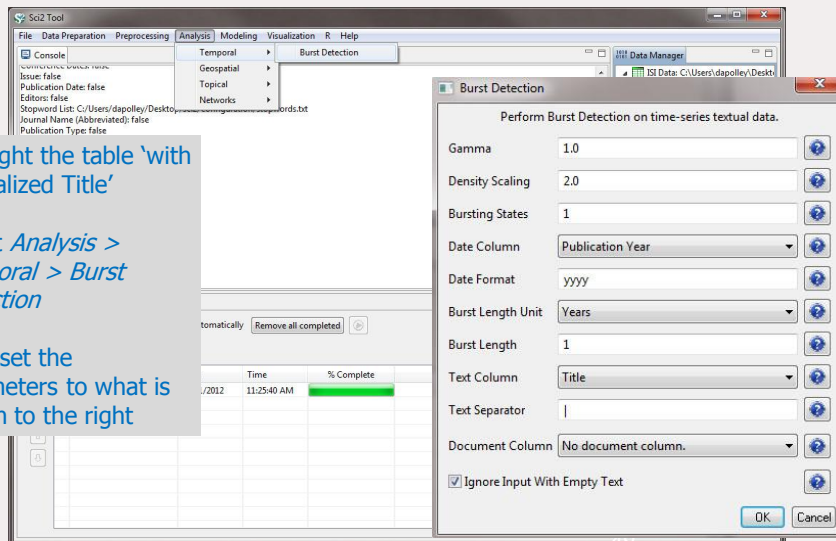 Sci2 Tool
File Data Preparation Preprocessing Analysis Modeling Visualization R Help
Console
Temporal
Burst Detection
Geospatial
Topical
Networks
Data Manager
ISI Data: C:\Users\dapolley\Deskto
Issue: false
Publication Date: false
Editors: false
Stopword List: C:/Users/dapolley/Desktop/
Journal Name (Abbreviated): false
Publication Type: false
ght the table ‘with
alized Title’
Analysis >
oral > Burst
ction
set the
meters to what is
n to the right
tomatically Remove all completed
Time % Complete
/2012 11:25:40 AM
Burst Detection
Perform Burst Detection on time-series textual data.
Gamma 1.0
Density Scaling 2.0
Bursting States 1
Date Column Publication Year
Date Format yyyy
Burst Length Unit Years
Burst Length 1
Text Column Title
Text Separator |
Document Column No document column.
Ignore Input With Empty Text
OK Cancel